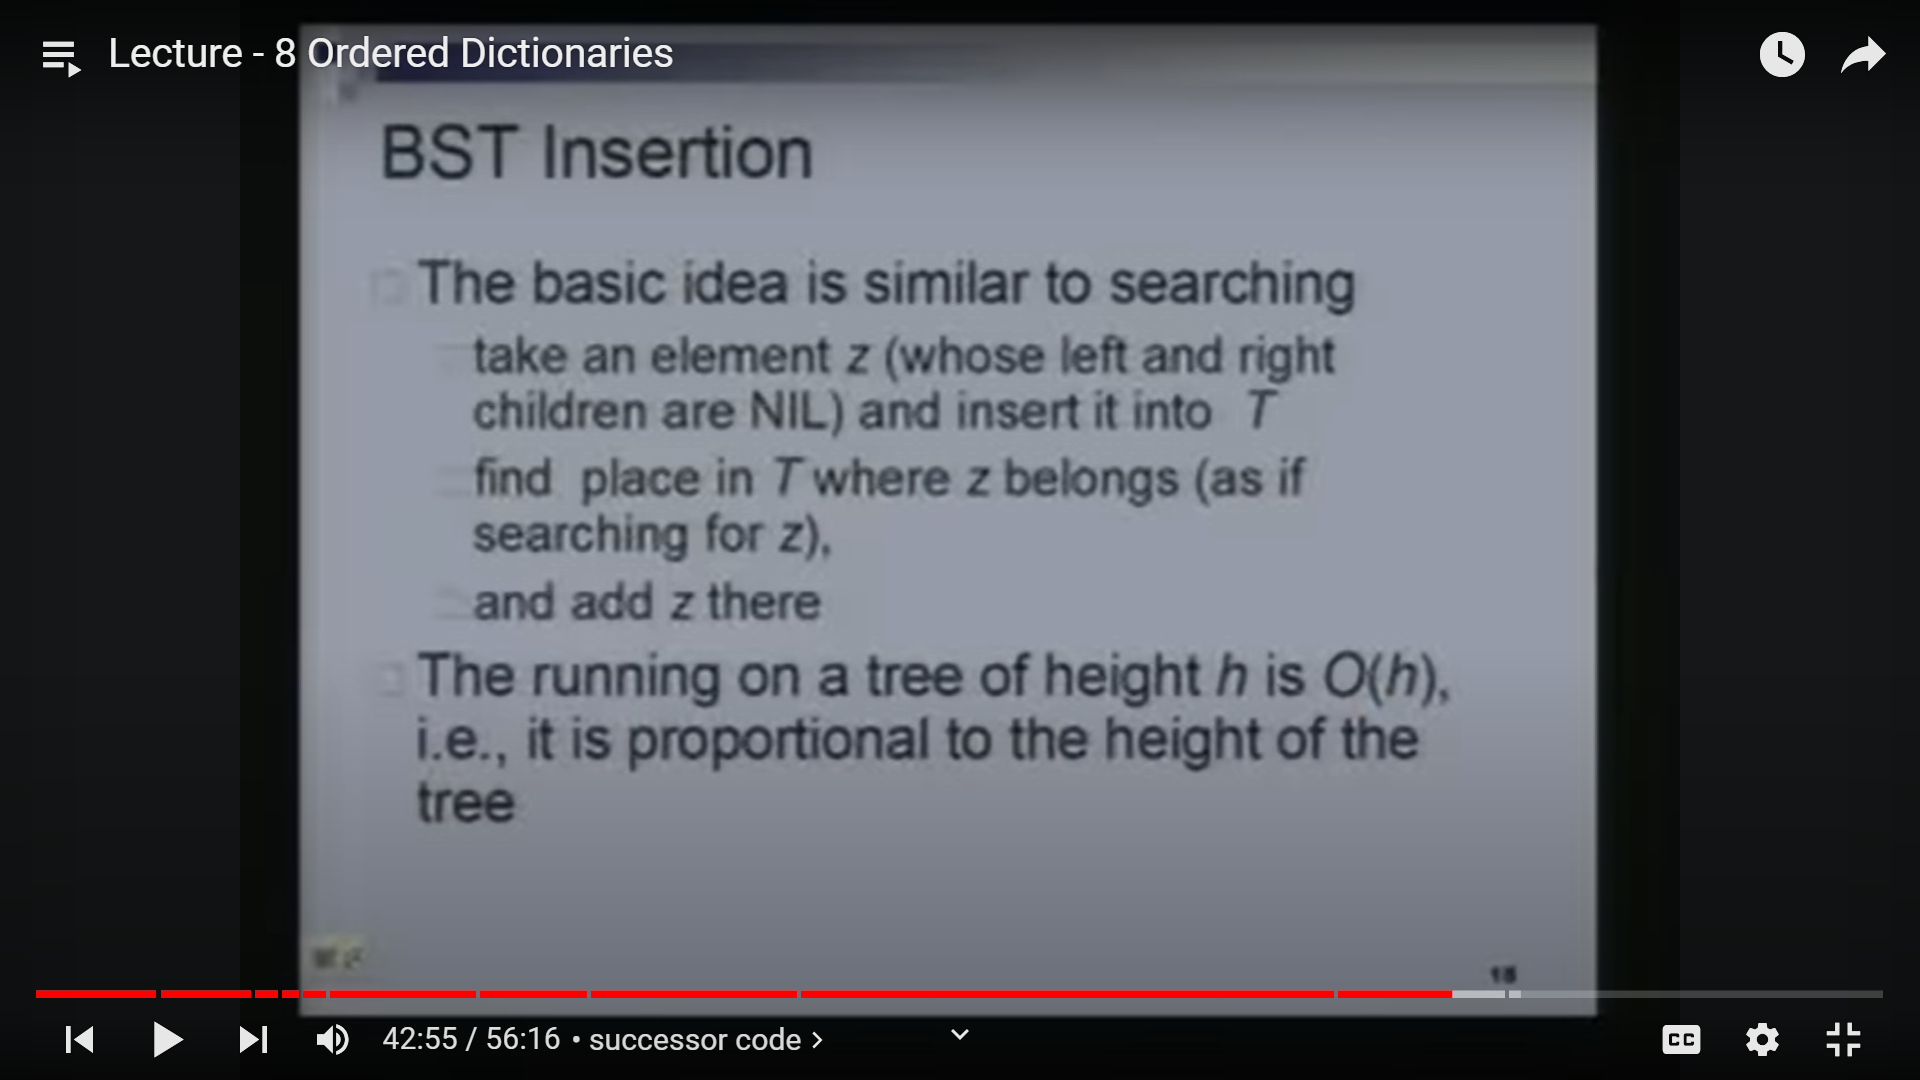 Lecture - 8 Ordered Dictionaries
BST Insertion
The basic idea is similar to searching
take an element z (whose left and right
children are NIL) and insert it into T
find place in T where z belongs (as if
searching for z),
and add z there
The running on a tree of height h is O(h),
i.e., it is proportional to the height of the
tree
42:55 / 56:16 • successor code ›
CC